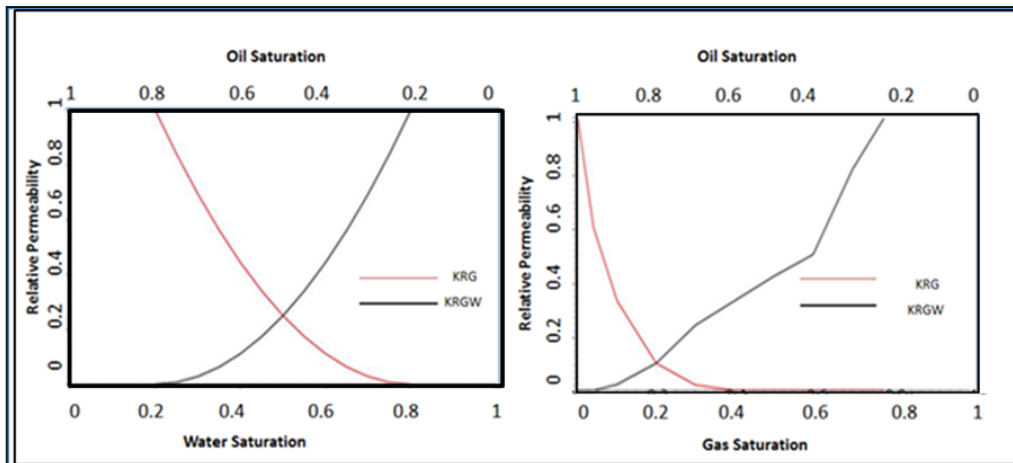 Oil Saturation
1 0.8 0.6 0.4 0.2 0
Relative Permeability
1
0.8
0.6
0.4
0.2
0
KRG
KRGW
0 0.2 0.4 0.6 0.8 1
Water Saturation
Oil Saturation
1 0.8 0.6 0.4 0.2 0
Relative Permeability
1
0.8
0.6
0.4
0.2
0
KRG
KRGW
0 0.2 0.4 0.6 0.8 1
Gas Saturation